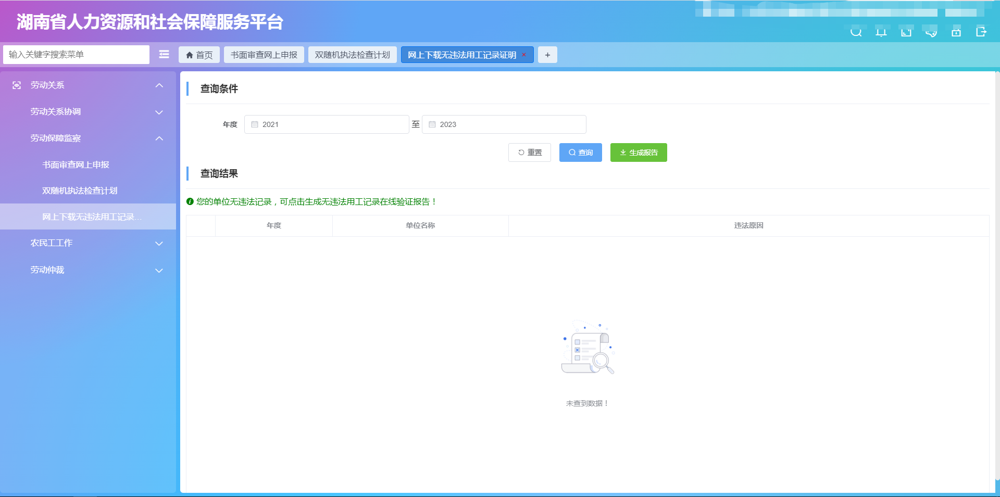 湖南省人力资源和社会保障服务平台
输入关键字搜索菜单
首页
书面审查网上申报
双随机执法检查计划
网上下载无违法用工记录证明 ×
+
劳动关系
劳动关系协调
劳动保障监察
书面审查网上申报
双随机执法检查计划
网上下载无违法用工记录...
农民工工作
劳动仲裁
查询条件
年度 2021 至 2023
重置 查询 生成报告
查询结果
您的单位无违法记录，可点击生成无违法用工记录在线验证报告！
年度 单位名称 违法原因
未查到数据！